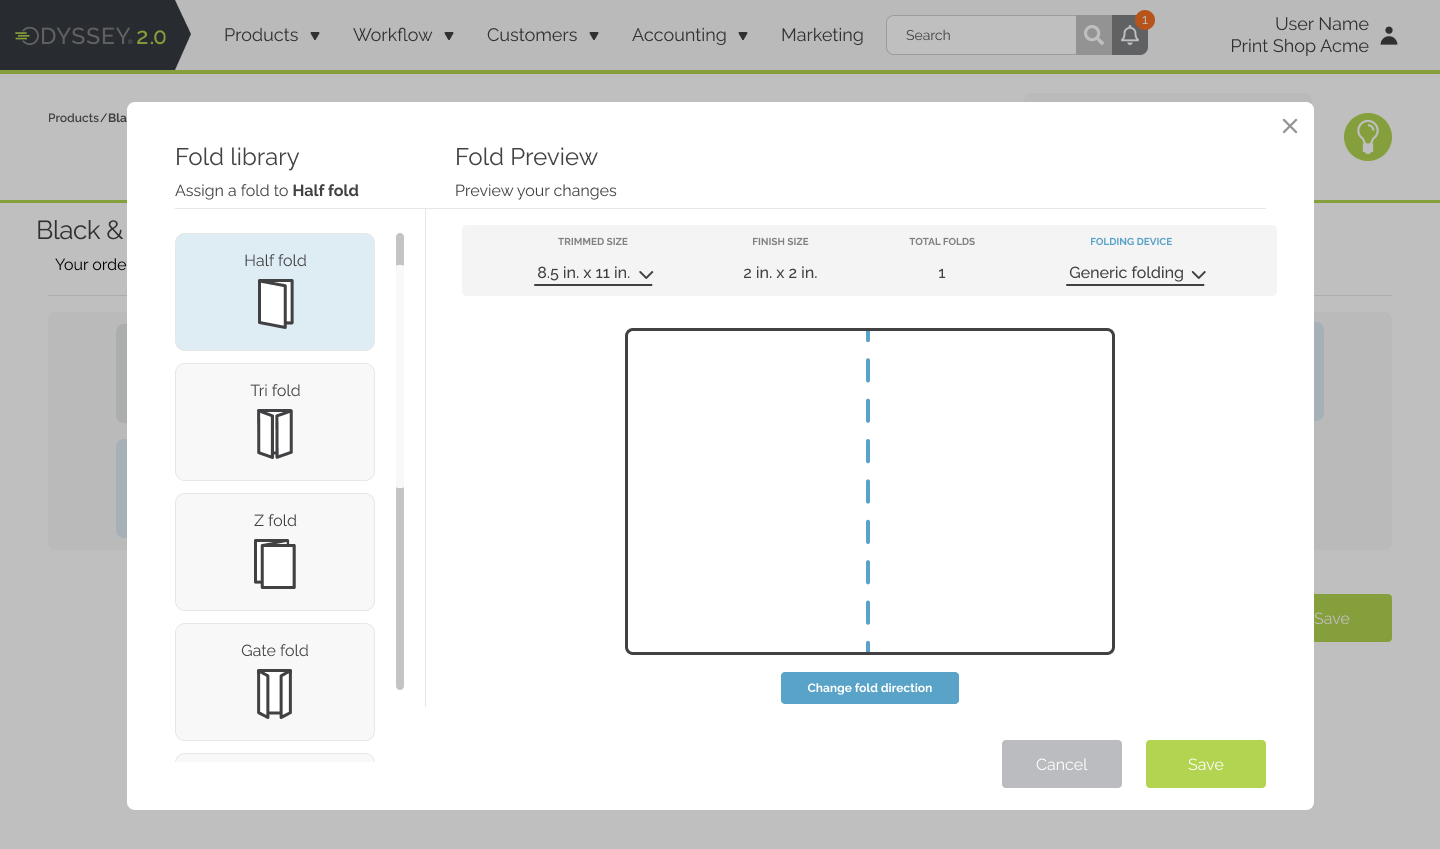 ODYSSEY 2.0
Products
Workflow
Customers
Accounting
Marketing
Search
1
User Name
Print Shop Acme
Products/Bla
Black &
Your orde
Fold library
Assign a fold to Half fold
Half fold
Tri fold
Z fold
Gate fold
Fold Preview
Preview your changes
TRIMMED SIZE
FINISH SIZE
TOTAL FOLDS
FOLDING DEVICE
8.5 in. x 11 in.
2 in. x 2 in.
1
Generic folding
Change fold direction
Cancel
Save
Save